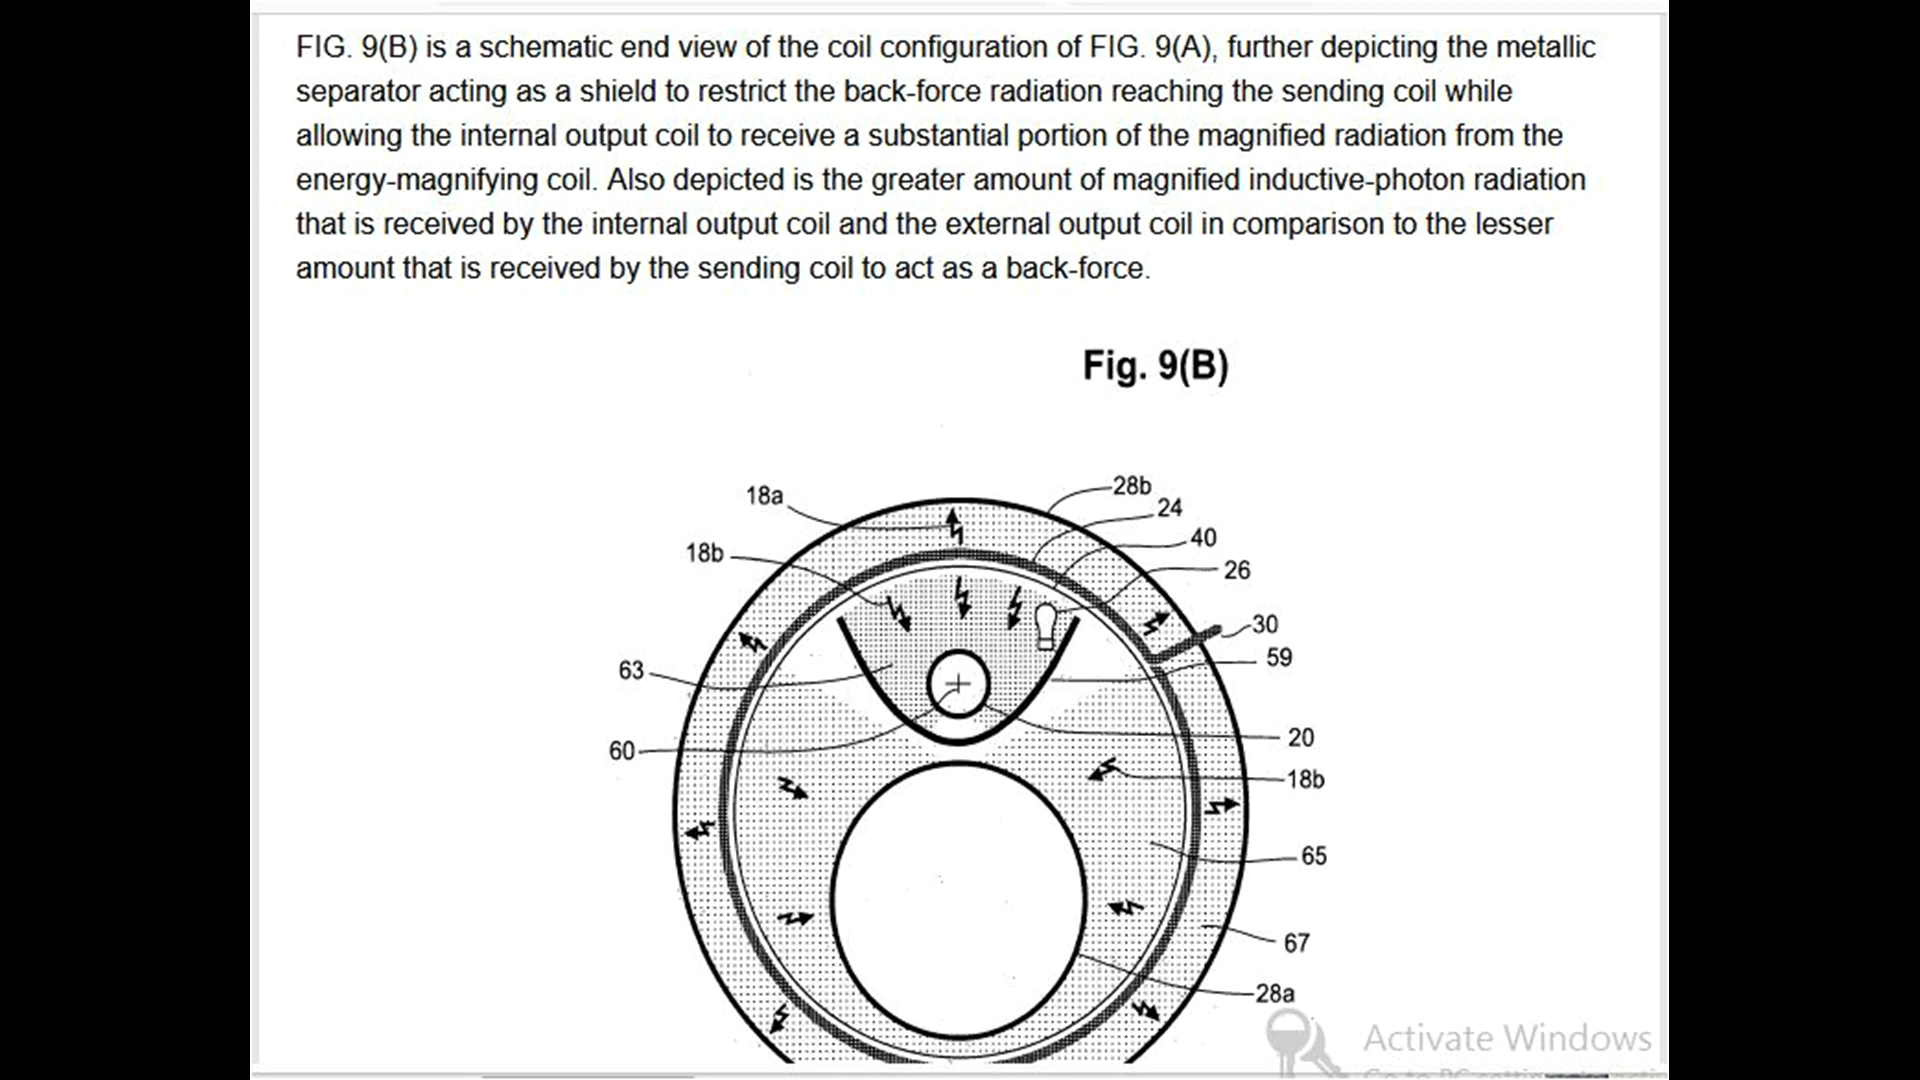 FIG. 9(B) is a schematic end view of the coil configuration of FIG. 9(A), further depicting the metallic
separator acting as a shield to restrict the back-force radiation reaching the sending coil while
allowing the internal output coil to receive a substantial portion of the magnified radiation from the
energy-magnifying coil. Also depicted is the greater amount of magnified inductive-photon radiation
that is received by the internal output coil and the external output coil in comparison to the lesser
amount that is received by the sending coil to act as a back-force.
Fig. 9(B)
28b
18a
24
40
18b
26
30
59
63
20
60
18b
65
67
28a
Activate Windows